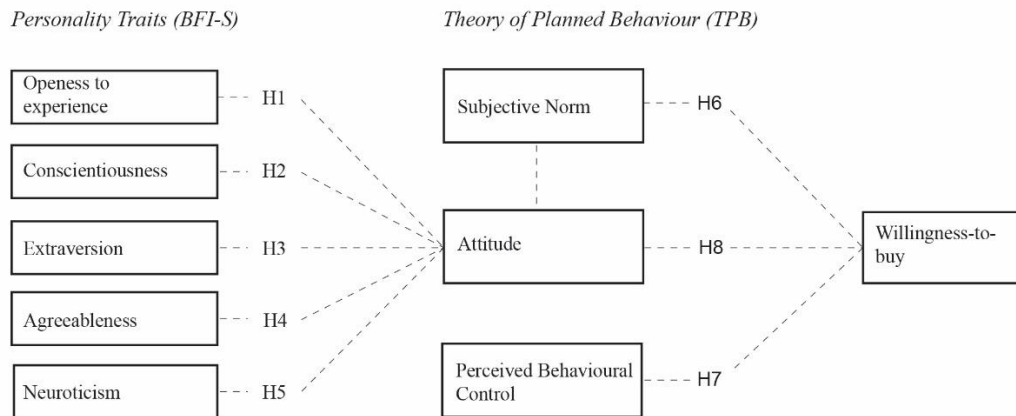 Personality Traits (BFI-S)
Theory of Planned Behaviour (TPB)
Openess to
experience
H1
Conscientiousness
H2
Extraversion
H3
Agreeableness
H4
Neuroticism
H5
Subjective Norm
H6
Attitude
H8
Perceived Behavioural
Control
H7
Willingness-to-
buy